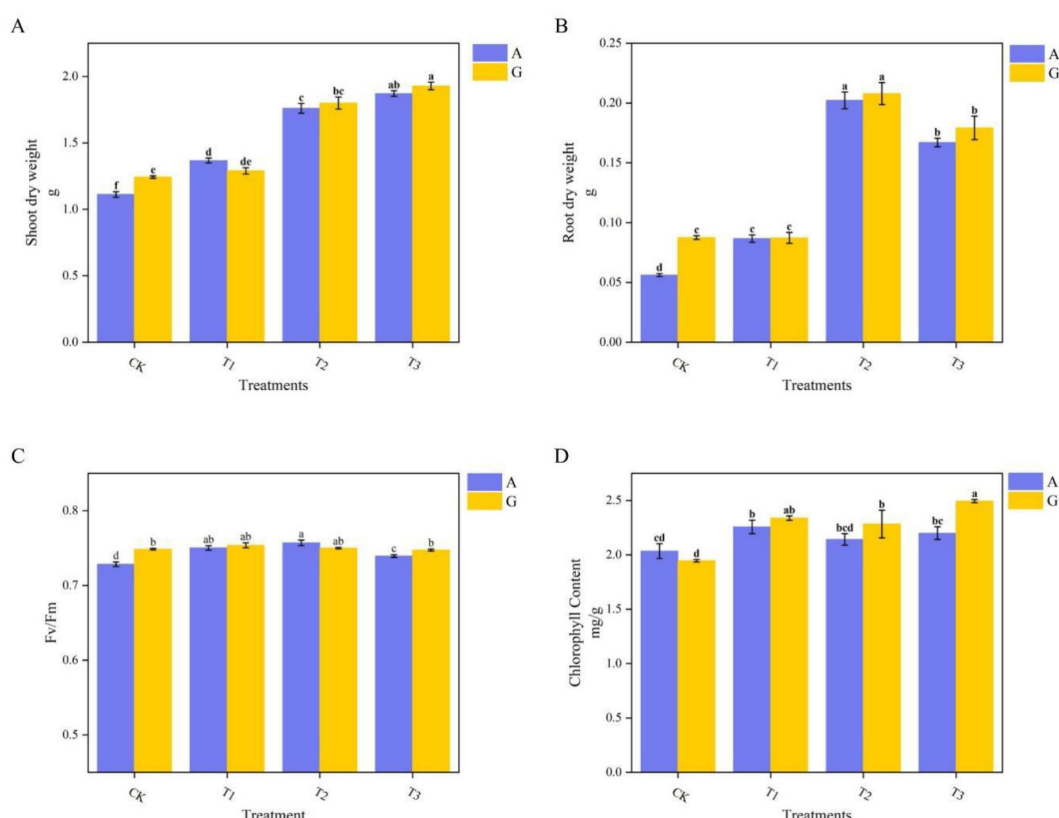 A
B
A
G
2.0
1.5
1.0
0.5
0.0
Shoot dry weight
g
f
e
d
de
c
bc
ab
a
CK
T1
T2
T3
Treatments
A
G
0.25
0.20
0.15
0.10
0.05
0.00
Root dry weight
g
d
c
c
c
a
a
b
b
CK
T1
T2
T3
Treatments
C
D
A
G
0.8
0.7
0.6
0.5
Fv/Fm
d
b
ab
ab
a
ab
c
b
CK
T1
T2
T3
Treatment
A
G
2.5
2.0
1.5
1.0
0.5
0.0
Chlorophyll Content
mg/g
cd
d
b
ab
bcd
b
bc
a
CK
T1
T2
T3
Treatments